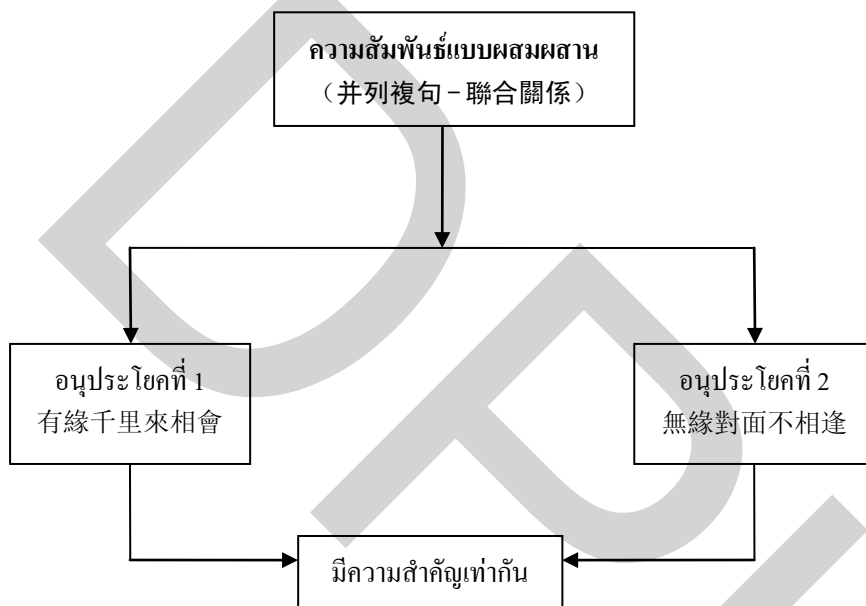 ความสัมพันธ์แบบผสมผสาน
（并列複句－聯合關係）
อนุประโยคที่ 1
有緣千里來相會
อนุประโยคที่ 2
無緣對面不相逢
มีความสำคัญเท่ากัน